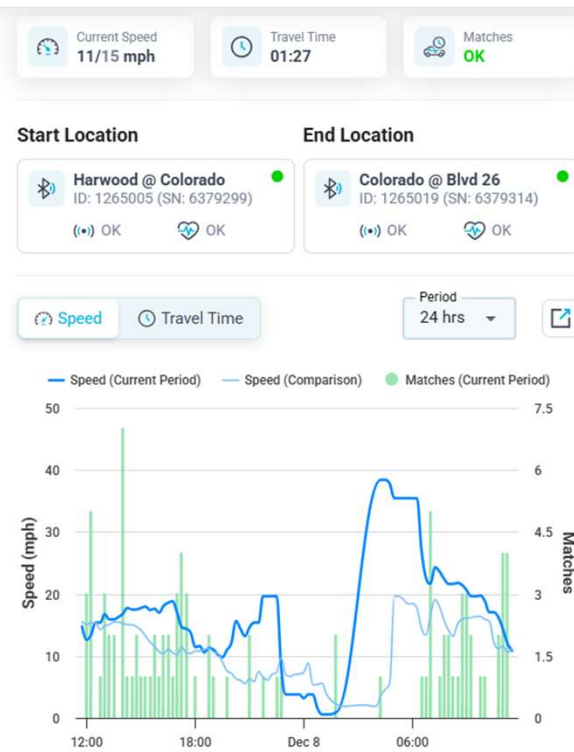 Current Speed
11/15 mph
Travel Time
01:27
Matches
OK
Start Location
End Location
Harwood @ Colorado
ID: 1265005 (SN: 6379299)
OK
OK
Colorado @ Blvd 26
ID: 1265019 (SN: 6379314)
OK
OK
Speed
Travel Time
Period
24 hrs
Speed (Current Period)
Speed (Comparison)
Matches (Current Period)
50
40
30
20
10
0
Speed (mph)
7.5
6
4.5
3
1.5
0
Matches
12:00
18:00
Dec 8
06:00